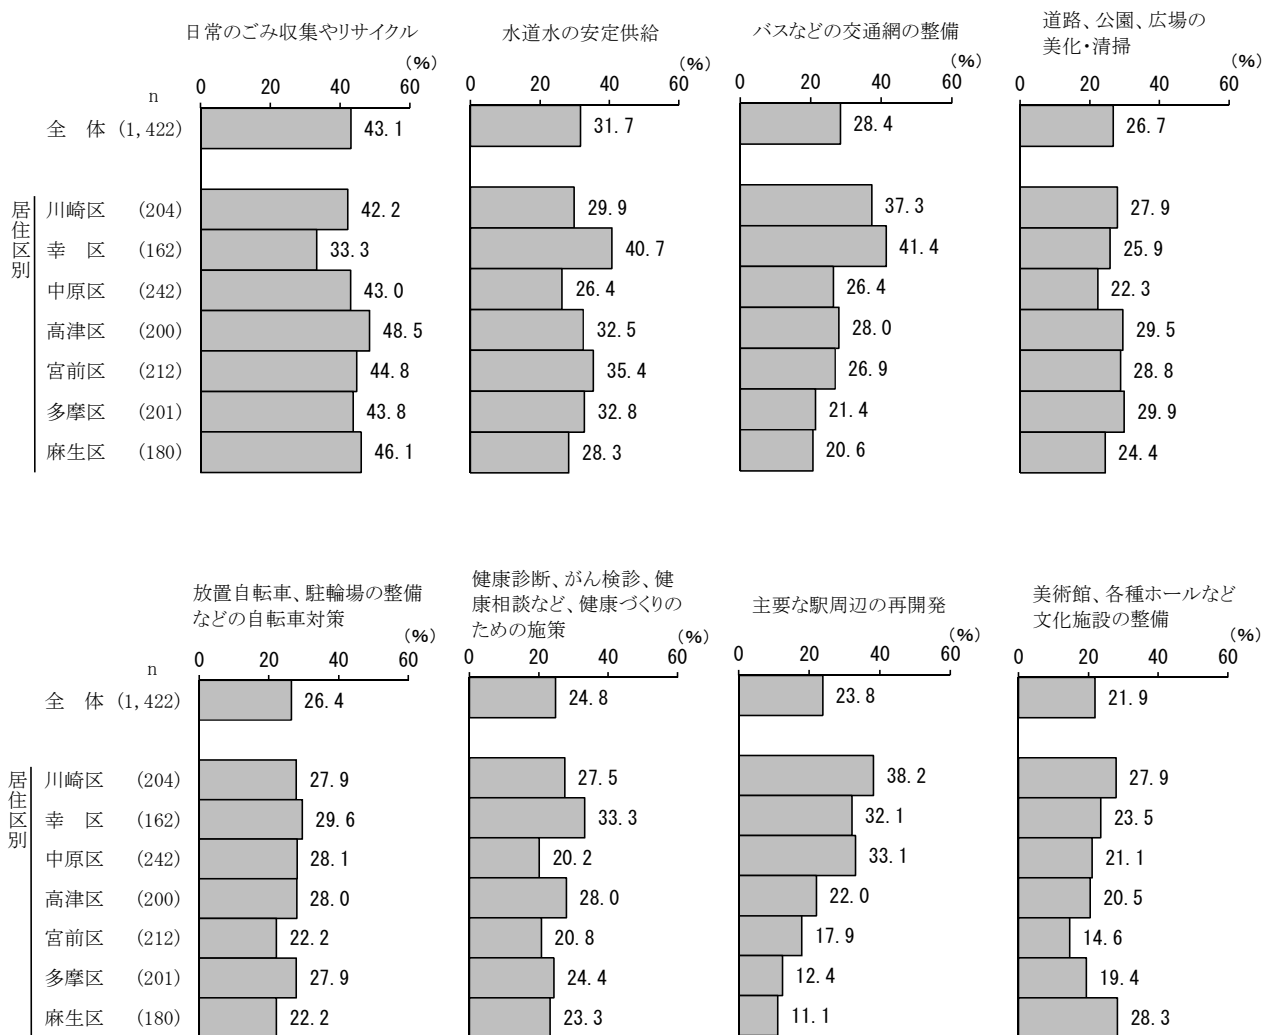 日常のごみ収集やリサイクル
水道水の安定供給
バスなどの交通網の整備
道路、公園、広場の
美化・清掃
(%) (%) (%) (%)
n 0 20 40 60 0 20 40 60 0 20 40 60 0 20 40 60
全 体 (1,422) 43.1 31.7 28.4 26.7
居住区別
川崎区 (204) 42.2 29.9 37.3 27.9
幸 区 (162) 33.3 40.7 41.4 25.9
中原区 (242) 43.0 26.4 26.4 22.3
高津区 (200) 48.5 32.5 28.0 29.5
宮前区 (212) 44.8 35.4 26.9 28.8
多摩区 (201) 43.8 32.8 21.4 29.9
麻生区 (180) 46.1 28.3 20.6 24.4
放置自転車、駐輪場の整備
などの自転車対策
健康診断、がん検診、健
康相談など、健康づくりの
ための施策
主要な駅周辺の再開発
美術館、各種ホールなど
文化施設の整備
(%) (%) (%) (%)
n 0 20 40 60 0 20 40 60 0 20 40 60 0 20 40 60
全 体 (1,422) 26.4 24.8 23.8 21.9
居住区別
川崎区 (204) 27.9 27.5 38.2 27.9
幸 区 (162) 29.6 33.3 32.1 23.5
中原区 (242) 28.1 20.2 33.1 21.1
高津区 (200) 28.0 28.0 22.0 20.5
宮前区 (212) 22.2 20.8 17.9 14.6
多摩区 (201) 27.9 24.4 12.4 19.4
麻生区 (180) 22.2 23.3 11.1 28.3